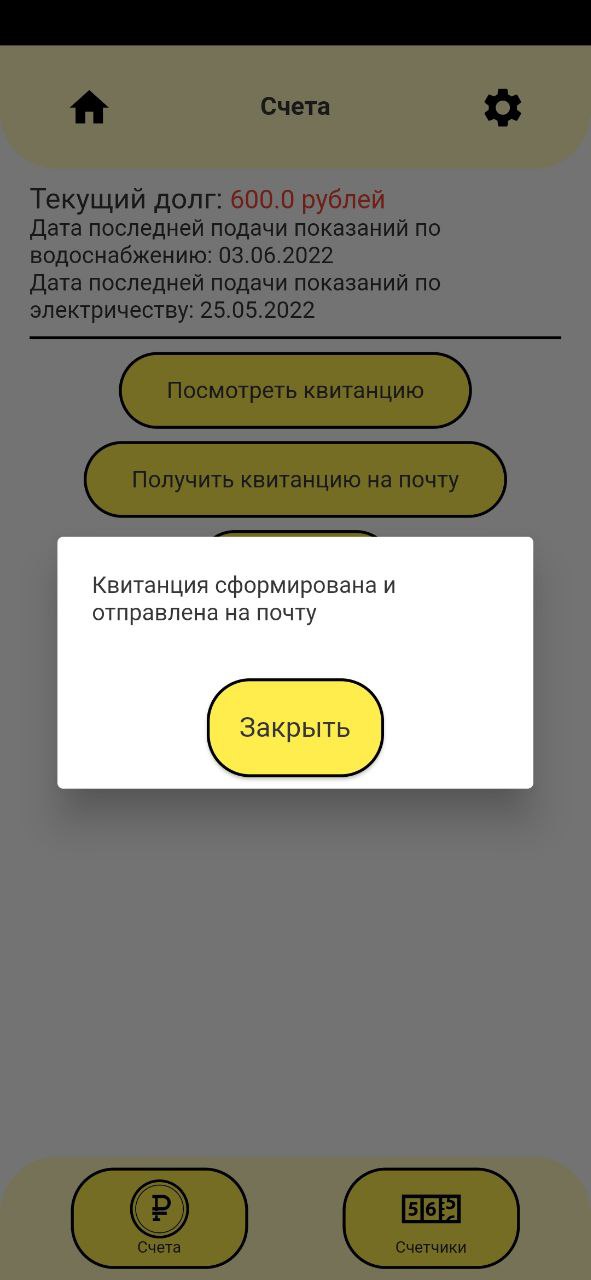 Счета
Текущий долг: 600.0 рублей
Дата последней подачи показаний по
водоснабжению: 03.06.2022
Дата последней подачи показаний по
электричеству: 25.05.2022
Посмотреть квитанцию
Получить квитанцию на почту
Квитанция сформирована и
отправлена на почту
Закрыть
Счета
Счетчики